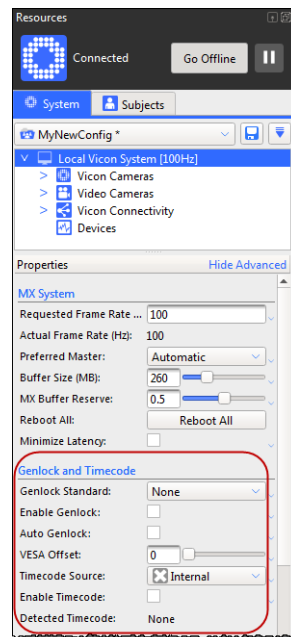 Resources
Connected
Go Offline
System
Subjects
MyNewConfig *
Local Vicon System [100Hz]
Vicon Cameras
Video Cameras
Vicon Connectivity
Devices
Properties
Hide Advanced
MX System
Requested Frame Rate ... 100
Actual Frame Rate (Hz): 100
Preferred Master: Automatic
Buffer Size (MB): 260
MX Buffer Reserve: 0.5
Reboot All: Reboot All
Minimize Latency:
Genlock and Timecode
Genlock Standard: None
Enable Genlock:
Auto Genlock:
VESA Offset: 0
Timecode Source: Internal
Enable Timecode:
Detected Timecode: None